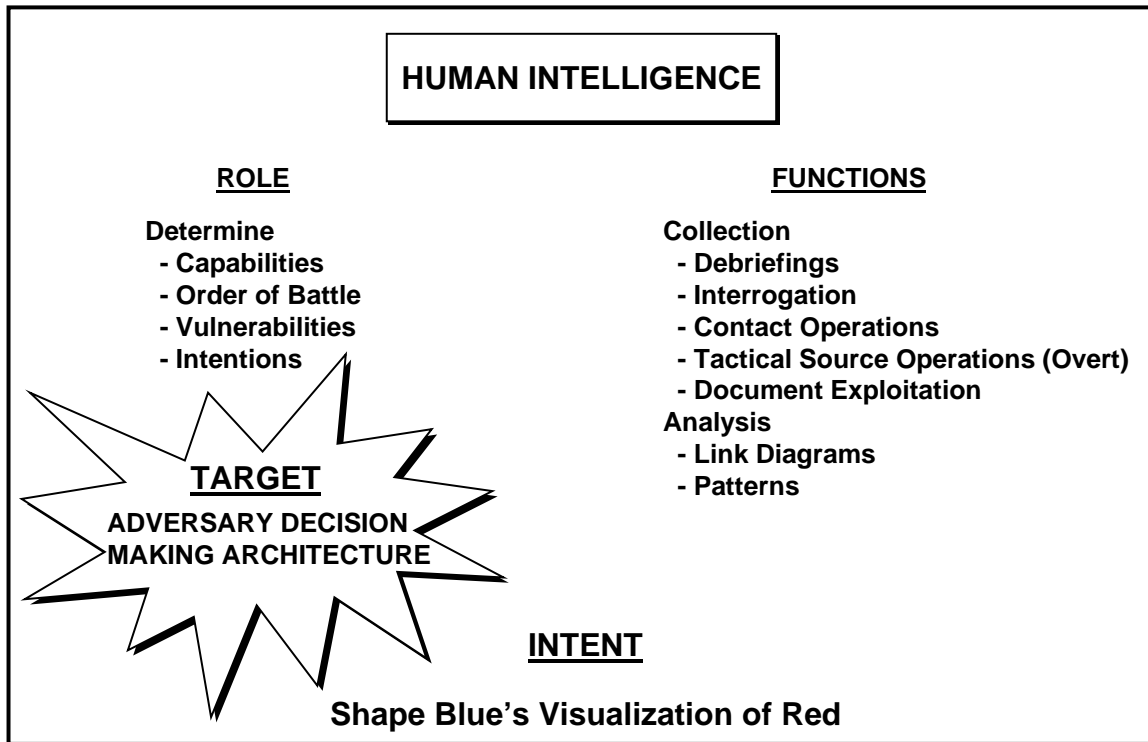 HUMAN INTELLIGENCE
ROLE
Determine
- Capabilities
- Order of Battle
- Vulnerabilities
- Intentions
FUNCTIONS
Collection
- Debriefings
- Interrogation
- Contact Operations
- Tactical Source Operations (Overt)
- Document Exploitation
Analysis
- Link Diagrams
- Patterns
TARGET
ADVERSARY DECISION
MAKING ARCHITECTURE
INTENT
Shape Blue's Visualization of Red